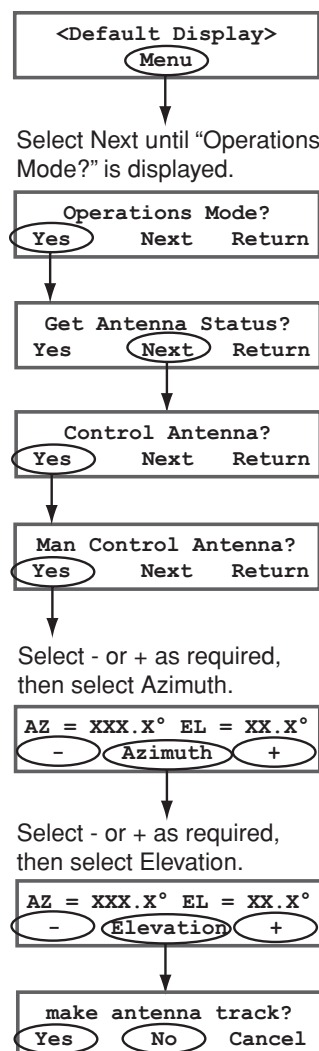 <Default Display>
Menu
Select Next until “Operations
Mode?” is displayed.
Operations Mode?
Yes Next Return
Get Antenna Status?
Yes Next Return
Control Antenna?
Yes Next Return
Man Control Antenna?
Yes Next Return
Select - or + as required,
then select Azimuth.
AZ = XXX.X° EL = XX.X°
- Azimuth +
Select - or + as required,
then select Elevation.
AZ = XXX.X° EL = XX.X°
- Elevation +
make antenna track?
Yes No Cancel